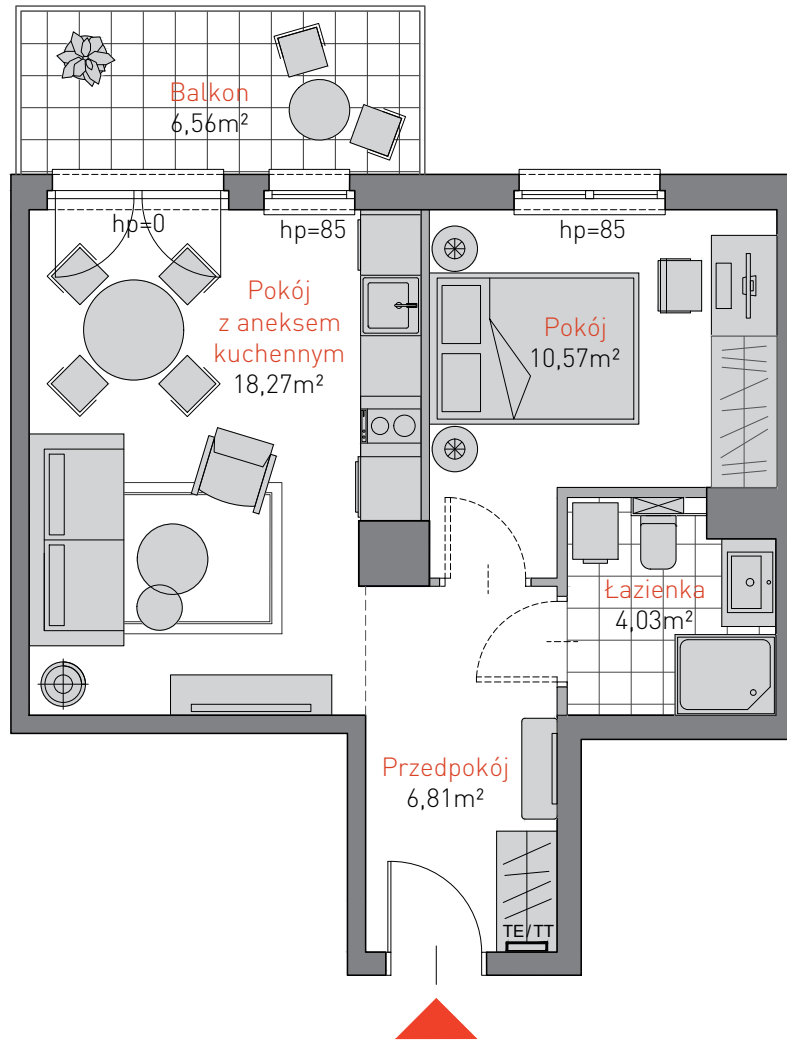 Balkon
6,56m²
hp=0
hp=85
hp=85
Pokój
z aneksem
kuchennym
18,27m²
Pokój
10,57m²
Łazienka
4,03m²
Przedpokój
6,81m²
TE/TT